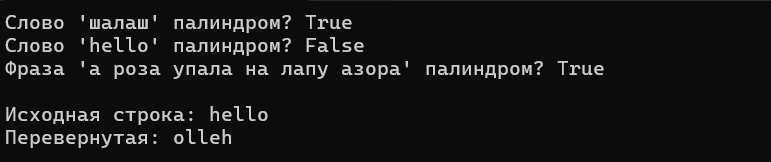 Слово 'шалаш' палиндром? True
Слово 'hello' палиндром? False
Фраза 'а роза упала на лапу азора' палиндром? True
Исходная строка: hello
Перевернутая: olleh